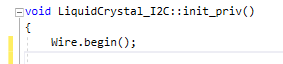 void LiquidCrystal_I2C::init_priv()
{
Wire.begin();